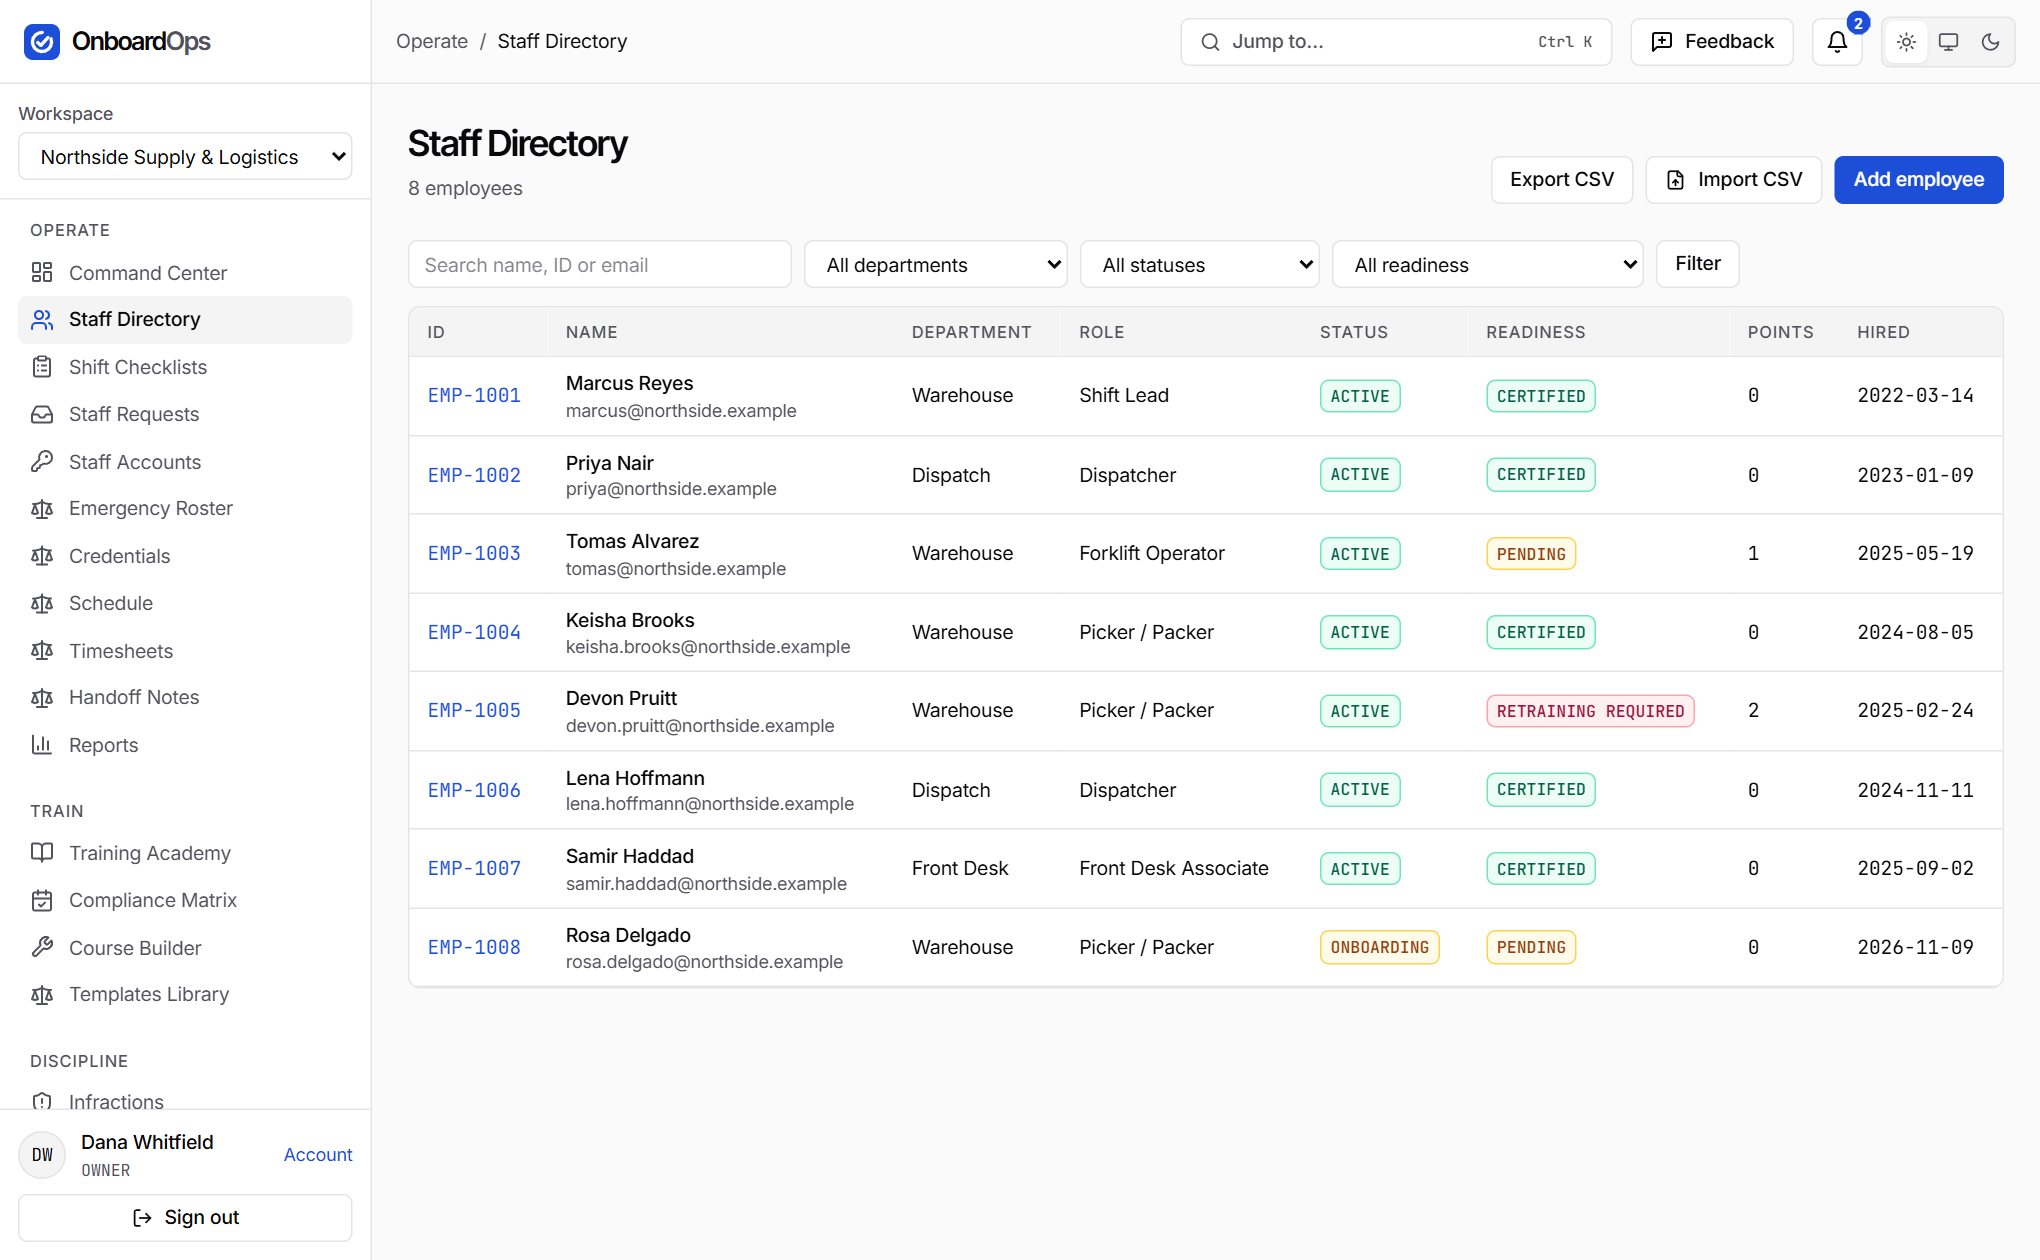 OnboardOps
Operate / Staff Directory
Jump to... Ctrl K
Feedback
2
Workspace
Northside Supply & Logistics
OPERATE
Command Center
Staff Directory
Shift Checklists
Staff Requests
Staff Accounts
Emergency Roster
Credentials
Schedule
Timesheets
Handoff Notes
Reports
TRAIN
Training Academy
Compliance Matrix
Course Builder
Templates Library
DISCIPLINE
Infractions
DW
Dana Whitfield
OWNER
Account
Sign out
Staff Directory
8 employees
Export CSV
Import CSV
Add employee
Search name, ID or email
All departments
All statuses
All readiness
Filter
ID NAME DEPARTMENT ROLE STATUS READINESS POINTS HIRED
EMP-1001 Marcus Reyes Warehouse Shift Lead ACTIVE CERTIFIED 0 2022-03-14
marcus@northside.example
EMP-1002 Priya Nair Dispatch Dispatcher ACTIVE CERTIFIED 0 2023-01-09
priya@northside.example
EMP-1003 Tomas Alvarez Warehouse Forklift Operator ACTIVE PENDING 1 2025-05-19
tomas@northside.example
EMP-1004 Keisha Brooks Warehouse Picker / Packer ACTIVE CERTIFIED 0 2024-08-05
keisha.brooks@northside.example
EMP-1005 Devon Pruitt Warehouse Picker / Packer ACTIVE RETRAINING REQUIRED 2 2025-02-24
devon.pruitt@northside.example
EMP-1006 Lena Hoffmann Dispatch Dispatcher ACTIVE CERTIFIED 0 2024-11-11
lena.hoffmann@northside.example
EMP-1007 Samir Haddad Front Desk Front Desk Associate ACTIVE CERTIFIED 0 2025-09-02
samir.haddad@northside.example
EMP-1008 Rosa Delgado Warehouse Picker / Packer ONBOARDING PENDING 0 2026-11-09
rosa.delgado@northside.example